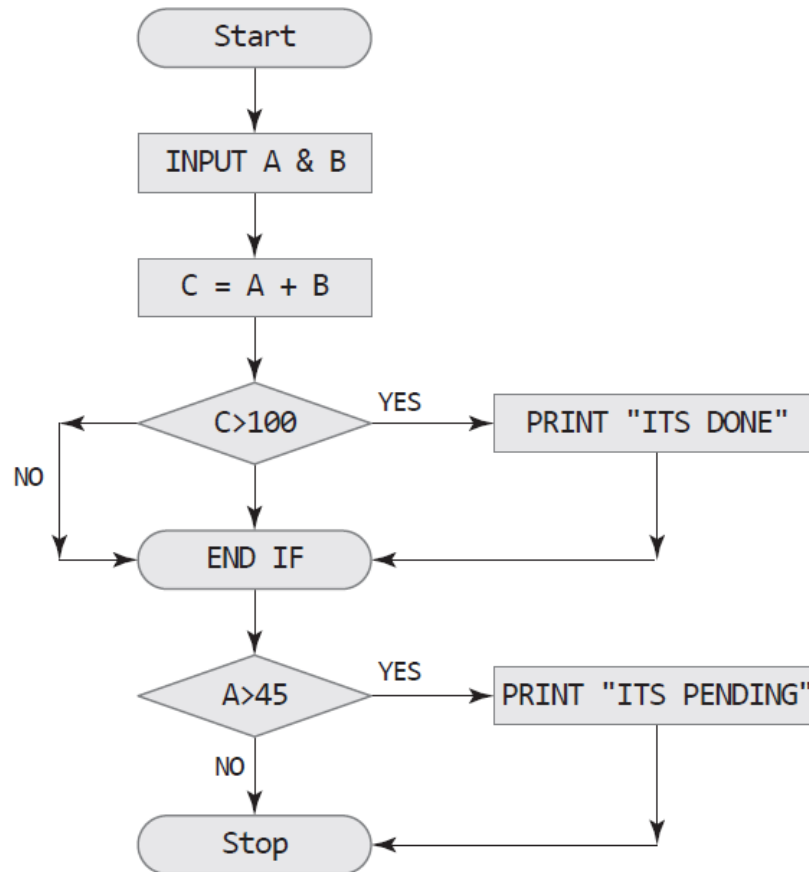 Start
INPUT A & B
C = A + B
C>100
YES
PRINT "ITS DONE"
NO
END IF
A>45
YES
PRINT "ITS PENDING"
NO
Stop